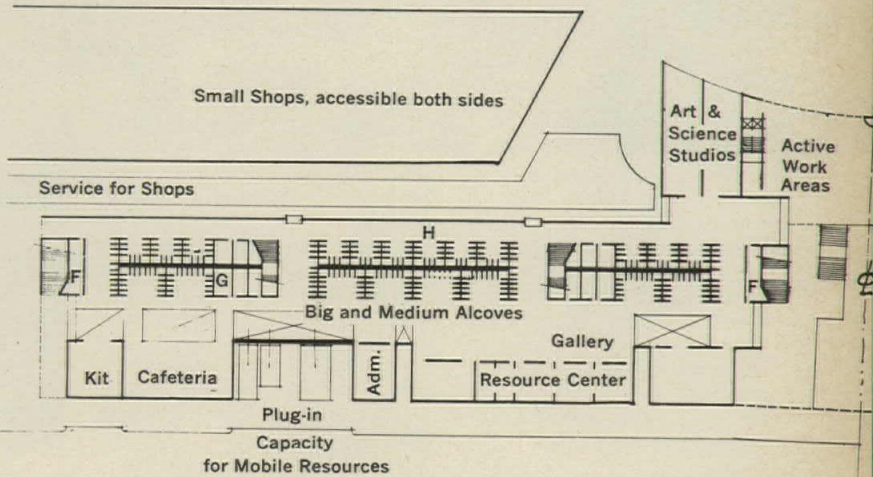 Small Shops, accessible both sides
Art &
Science
Studios
Active
Work
Areas
Service for Shops
H
F
G
F
Big and Medium Alcoves
Gallery
Kit
Cafeteria
Adm.
Resource Center
Plug-in
Capacity
for Mobile Resources